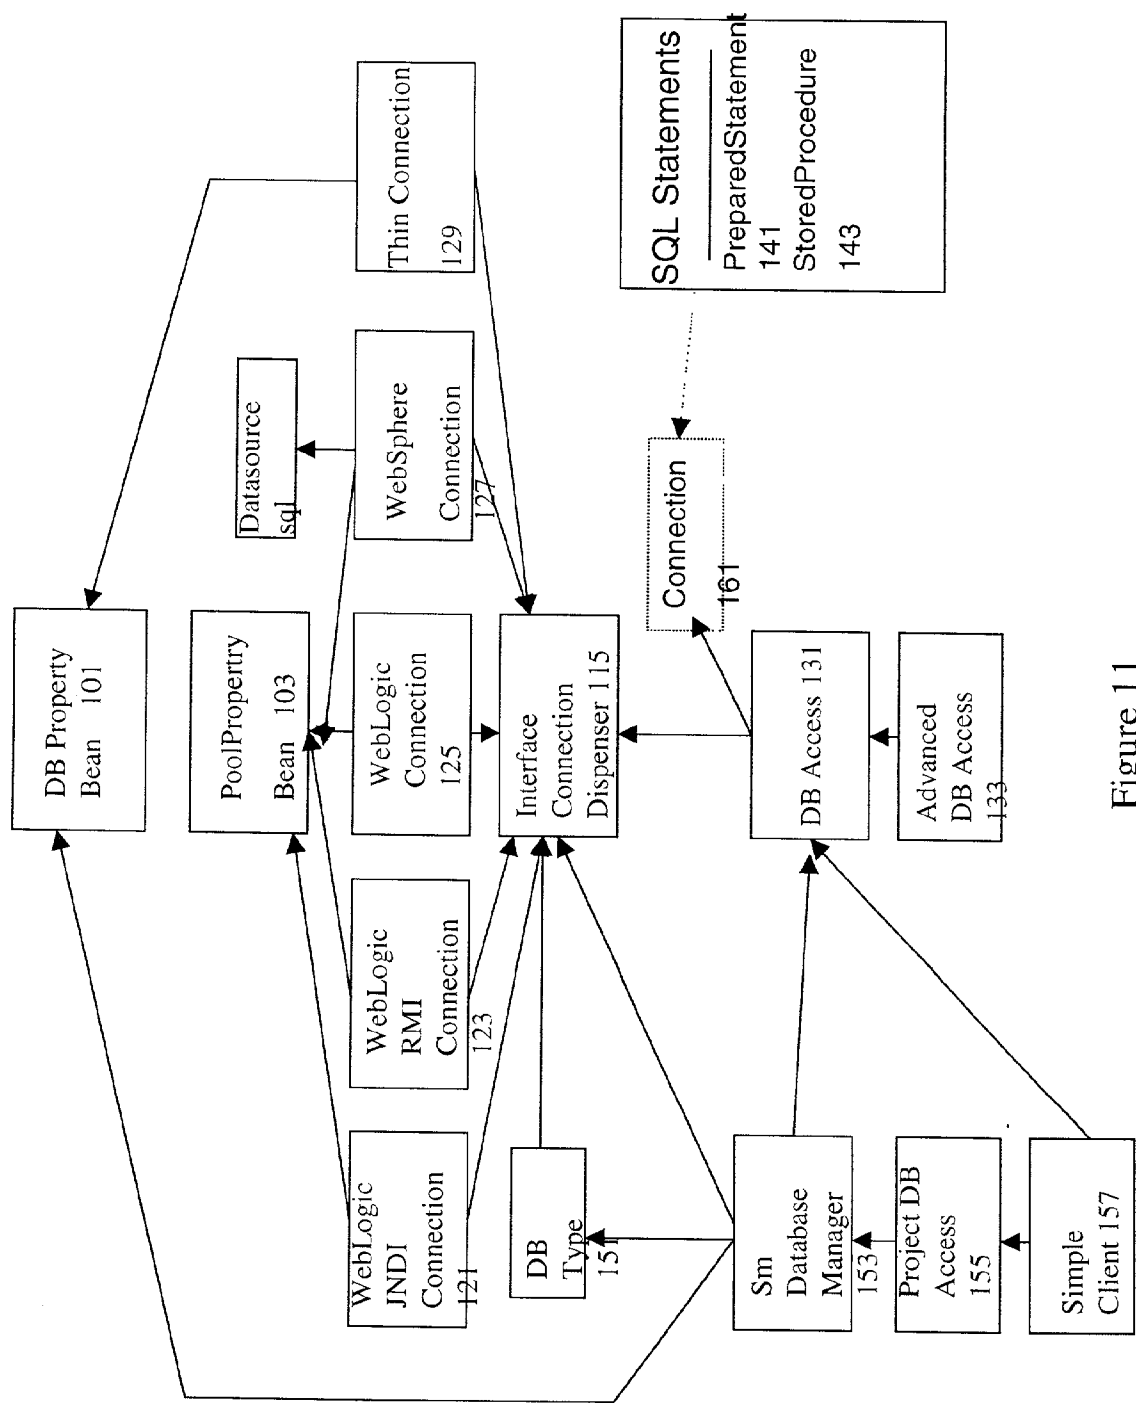 DB Property
Bean 101
PoolPropertry
Bean 103
Datasource
sql
WebLogic
JNDI
Connection
121
WebLogic
RMI
Connection
123
WebLogic
Connection
125
WebSphere
Connection
127
Thin Connection
129
DB
Type
151
Interface
Connection
Dispenser 115
Connection
161
SQL Statements
PreparedStatement
141
StoredProcedure
143
Sm
Database
Manager
153
DB Access 131
Project DB
Access
155
Advanced
DB Access
133
Simple
Client 157
Figure 11